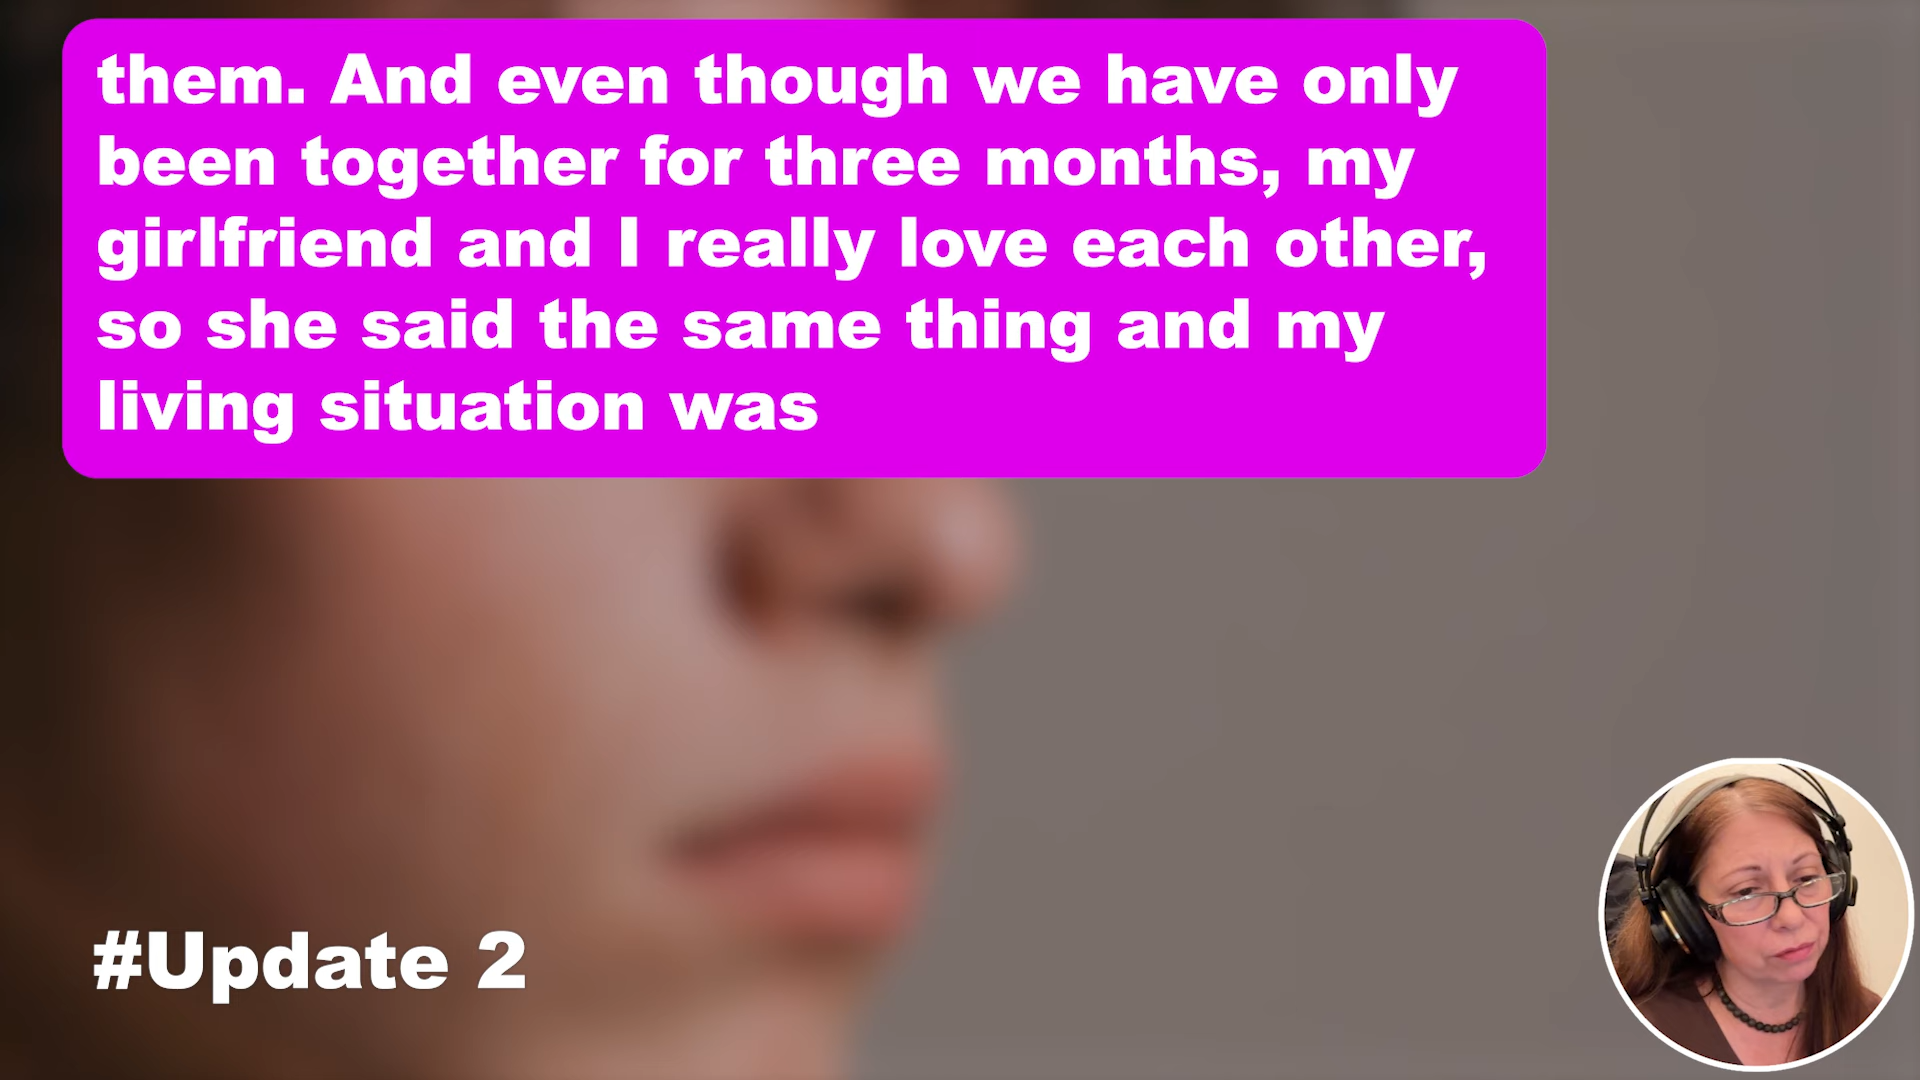 them. And even though we have only
been together for three months, my
girlfriend and I really love each other,
so she said the same thing and my
living situation was
#Update 2